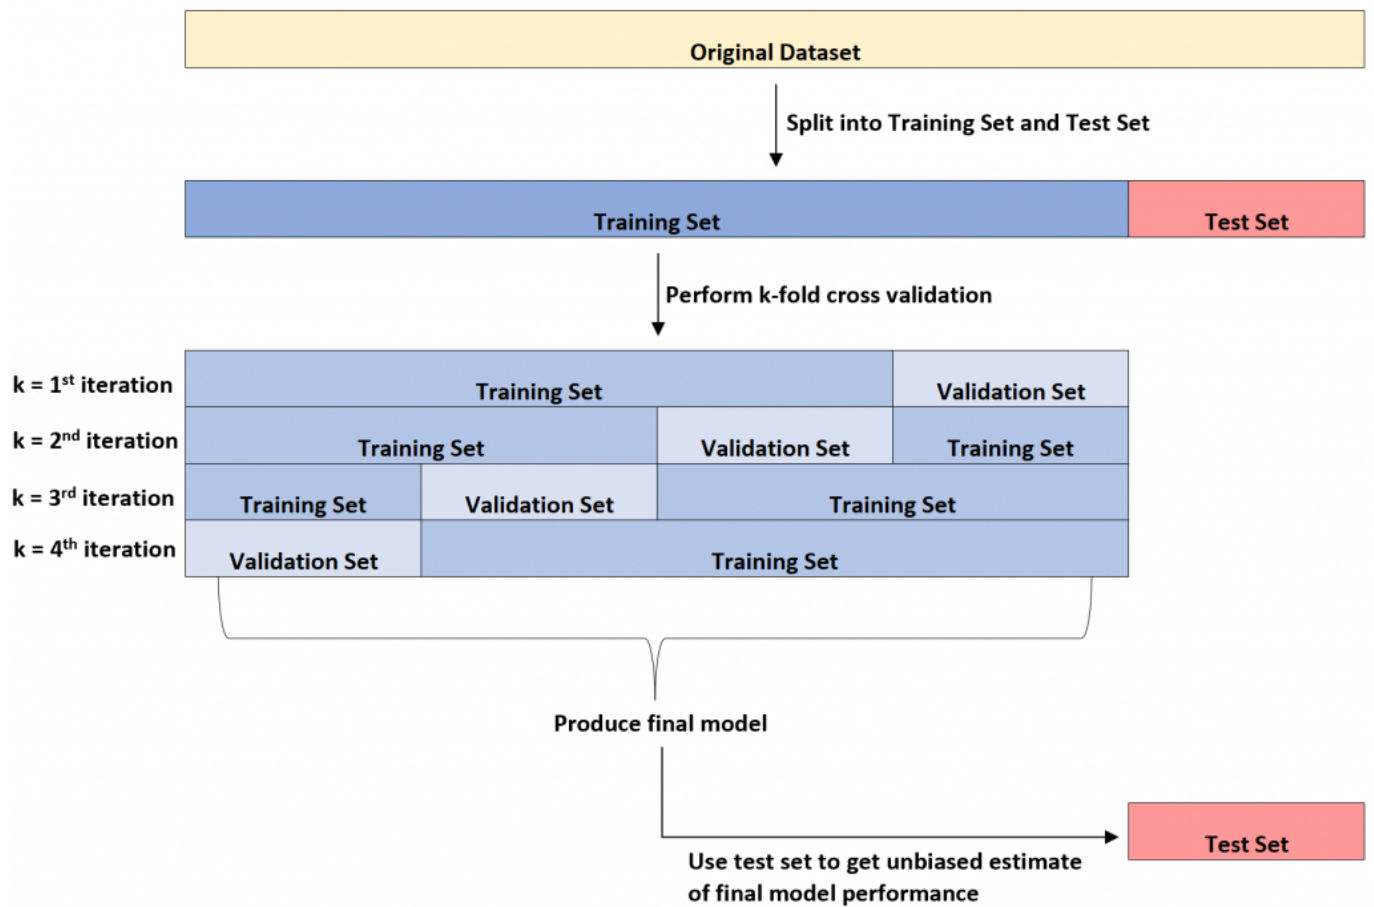 Original Dataset
Split into Training Set and Test Set
Training Set
Test Set
Perform k-fold cross validation
k = 1st iteration
Training Set
Validation Set
k = 2nd iteration
Training Set
Validation Set
Training Set
k = 3rd iteration
Training Set
Validation Set
Training Set
k = 4th iteration
Validation Set
Training Set
Produce final model
Test Set
Use test set to get unbiased estimate
of final model performance